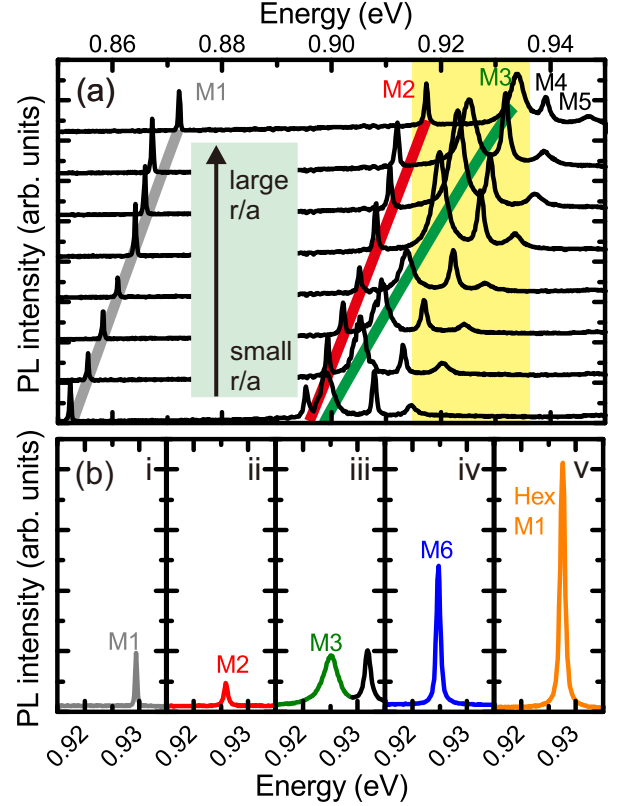 Energy (eV)
0.86 0.88 0.90 0.92 0.94
(a)
M1
M2
M3
M4
M5
large
r/a
small
r/a
PL intensity (arb. units)
(b)
i
ii
iii
iv
v
M1
M2
M3
M6
Hex
M1
PL intensity (arb. units)
0.92 0.93 0.92 0.93 0.92 0.93 0.92 0.93 0.92 0.93
Energy (eV)